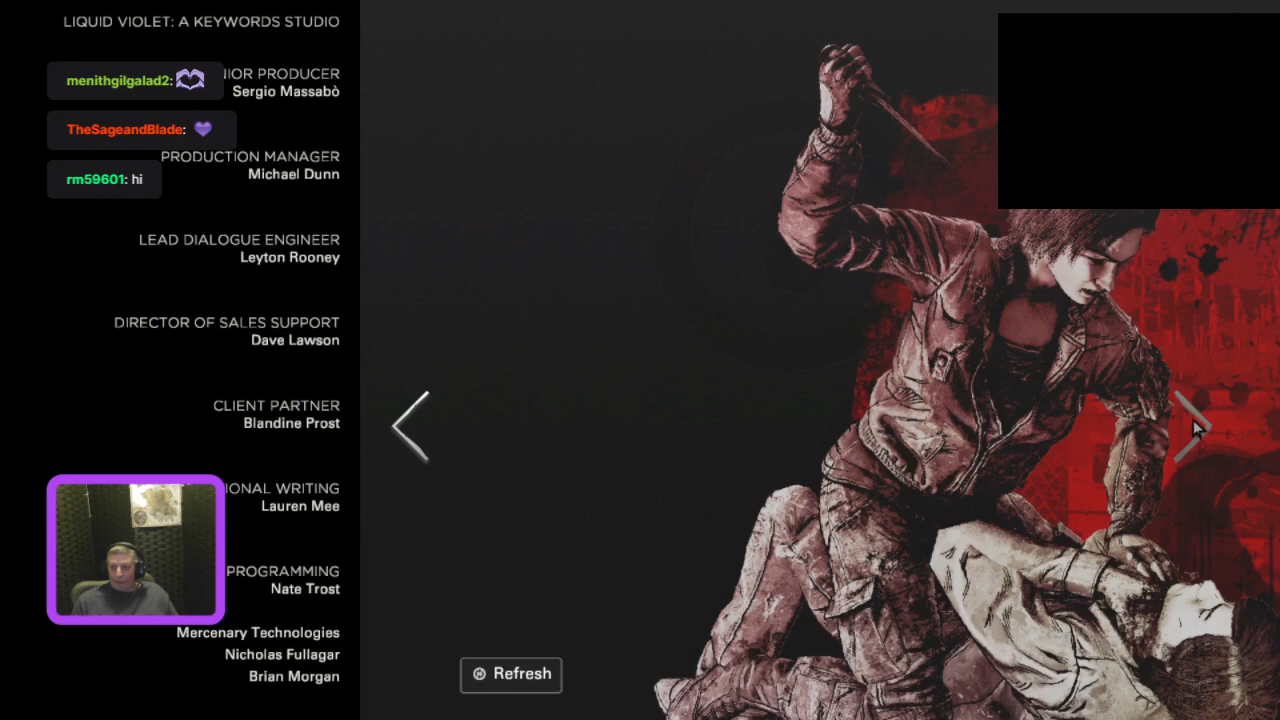 LIQUID VIOLET: A KEYWORDS STUDIO
menithgilgalad2:
IOR PRODUCER
Sergio Massabò
TheSageandBlade:
PRODUCTION MANAGER
Michael Dunn
rm59601: hi
LEAD DIALOGUE ENGINEER
Leyton Rooney
DIRECTOR OF SALES SUPPORT
Dave Lawson
CLIENT PARTNER
Blandine Prost
IONAL WRITING
Lauren Mee
PROGRAMMING
Nate Trost
Mercenary Technologies
Nicholas Fullagar
Brian Morgan
Refresh